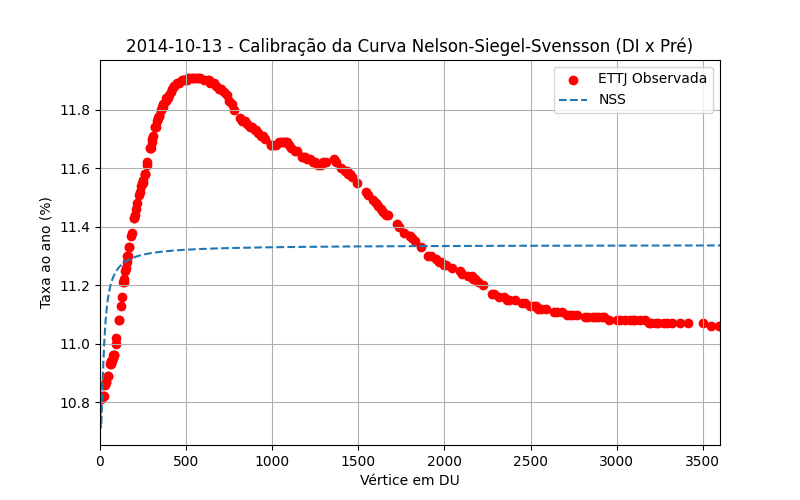 2014-10-13 - Calibração da Curva Nelson-Siegel-Svensson (DI x Pré)
ETTJ Observada
NSS
Taxa ao ano (%)
11.8
11.6
11.4
11.2
11.0
10.8
0 500 1000 1500 2000 2500 3000 3500
Vértice em DU